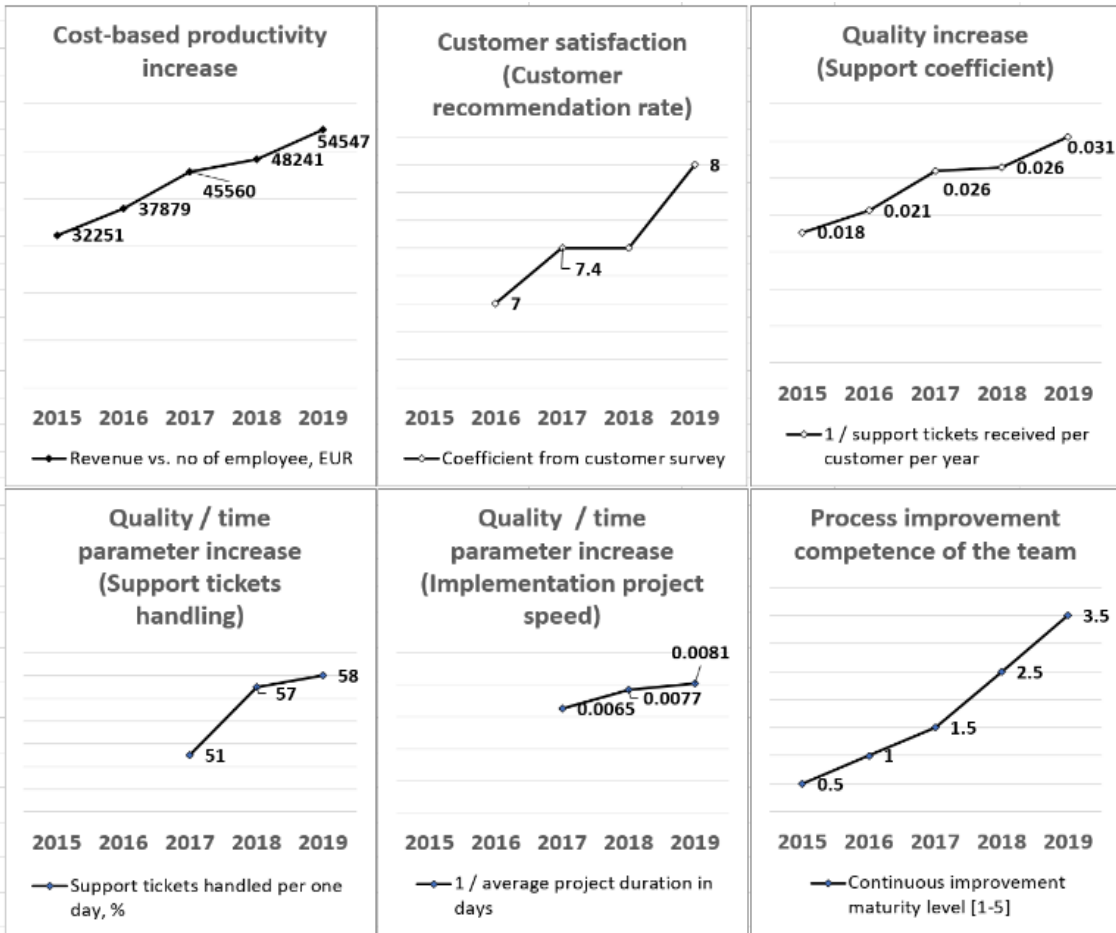 Cost-based productivity
increase
54547
48241
45560
37879
32251
2015 2016 2017 2018 2019
Revenue vs. no of employee, EUR
Customer satisfaction
(Customer
recommendation rate)
8
7.4
7
2015 2016 2017 2018 2019
Coefficient from customer survey
Quality increase
(Support coefficient)
0.031
0.026
0.026
0.021
0.018
2015 2016 2017 2018 2019
1 / support tickets received per
customer per year
Quality / time
parameter increase
(Support tickets
handling)
58
57
51
2015 2016 2017 2018 2019
Support tickets handled per one
day, %
Quality / time
parameter increase
(Implementation project
speed)
0.0081
0.0077
0.0065
2015 2016 2017 2018 2019
1 / average project duration in
days
Process improvement
competence of the team
3.5
2.5
1.5
1
0.5
2015 2016 2017 2018 2019
Continuous improvement
maturity level [1-5]